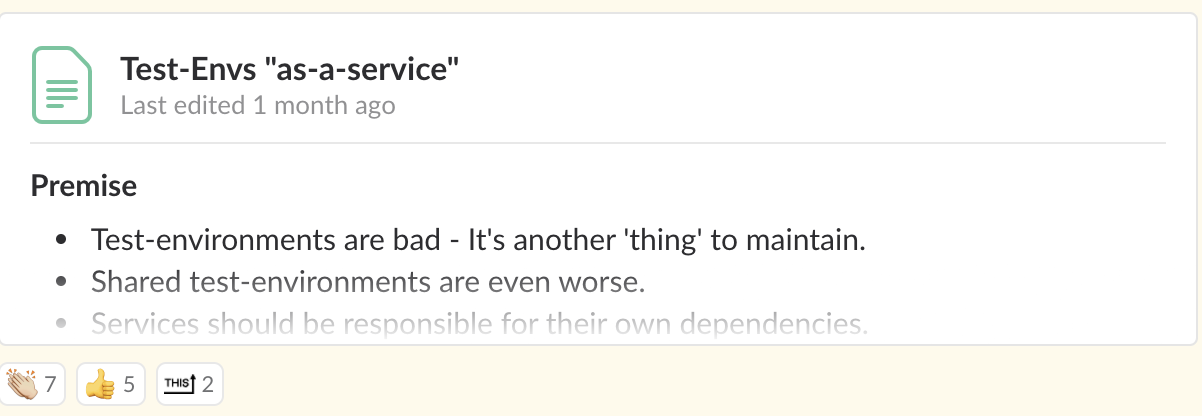 Test-Envs "as-a-service"
Last edited 1 month ago
Premise
• Test-environments are bad - It's another 'thing' to maintain.
• Shared test-environments are even worse.
• Services should be responsible for their own dependencies.
7 5 THIS 2